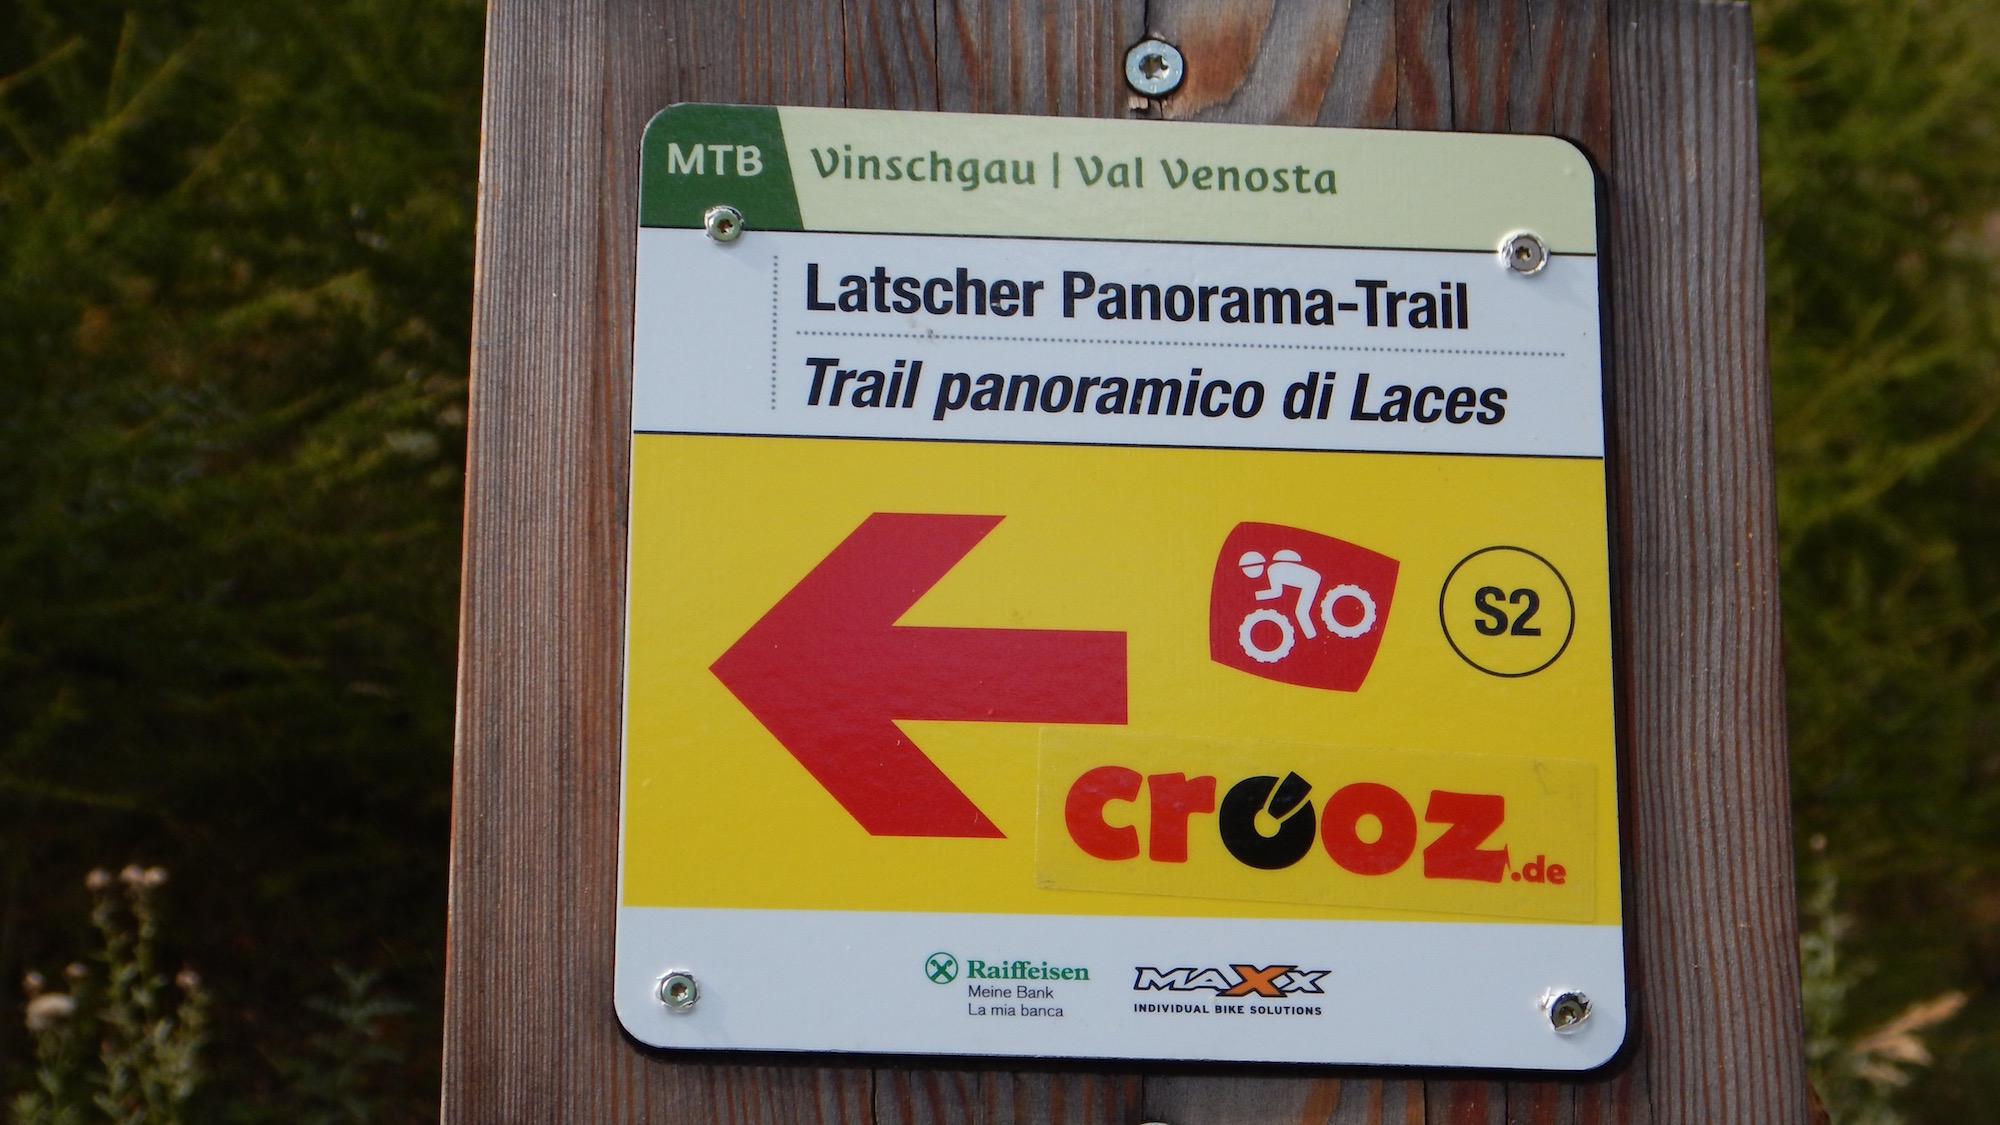 MTB Vinschgau | Val Venosta
Latscher Panorama-Trail
Trail panoramico di Laces
S2
crooz.de
Raiffeisen
Meine Bank
La mia banca
MAXX
INDIVIDUAL BIKE SOLUTIONS